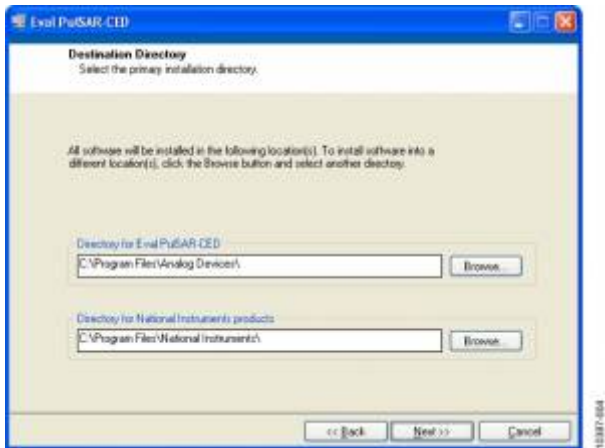 Eval PulSAR-CED
Destination Directory
Select the primary installation directory.
All software will be installed in the following location(s). To install software into a
different location(s), click the Browse button and select another directory.
Directory for Eval PulSAR-CED
C:\Program Files\Analog Devices\
Browse...
Directory for National Instruments products
C:\Program Files\National Instruments\
Browse...
<< Back
Next >>
Cancel